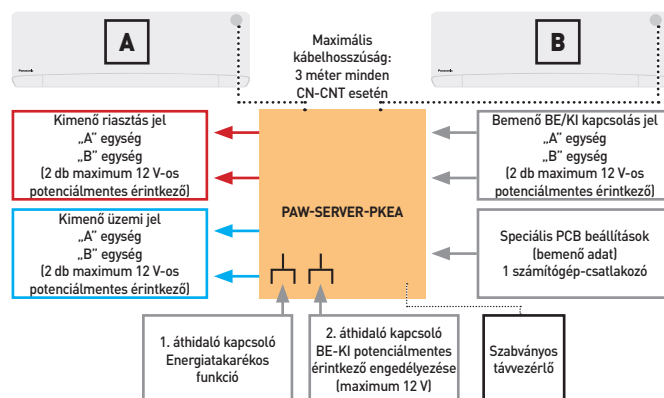 Panasonic
A
Maximális
kábelhosszúság:
3 méter minden
CN-CNT esetén
Panasonic
B
Kimenő riasztás jel
„A” egység
„B” egység
(2 db maximum 12 V-os
potenciálmentes érintkező)
Kimenő üzemi jel
„A” egység
„B” egység
(2 db maximum 12 V-os
potenciálmentes érintkező)
PAW-SERVER-PKEA
Bemenő BE/KI kapcsolás jel
„A” egység
„B” egység
(2 db maximum 12 V-os
potenciálmentes érintkező)
Speciális PCB beállítások
(bemenő adat)
1 számítógép-csatlakozó
1. áthidaló kapcsoló
Energiatakarékos
funkció
2. áthidaló kapcsoló
BE-KI potenciálmentes
érintkező engedélyezése
(maximum 12 V)
Szabványos
távvezérlő